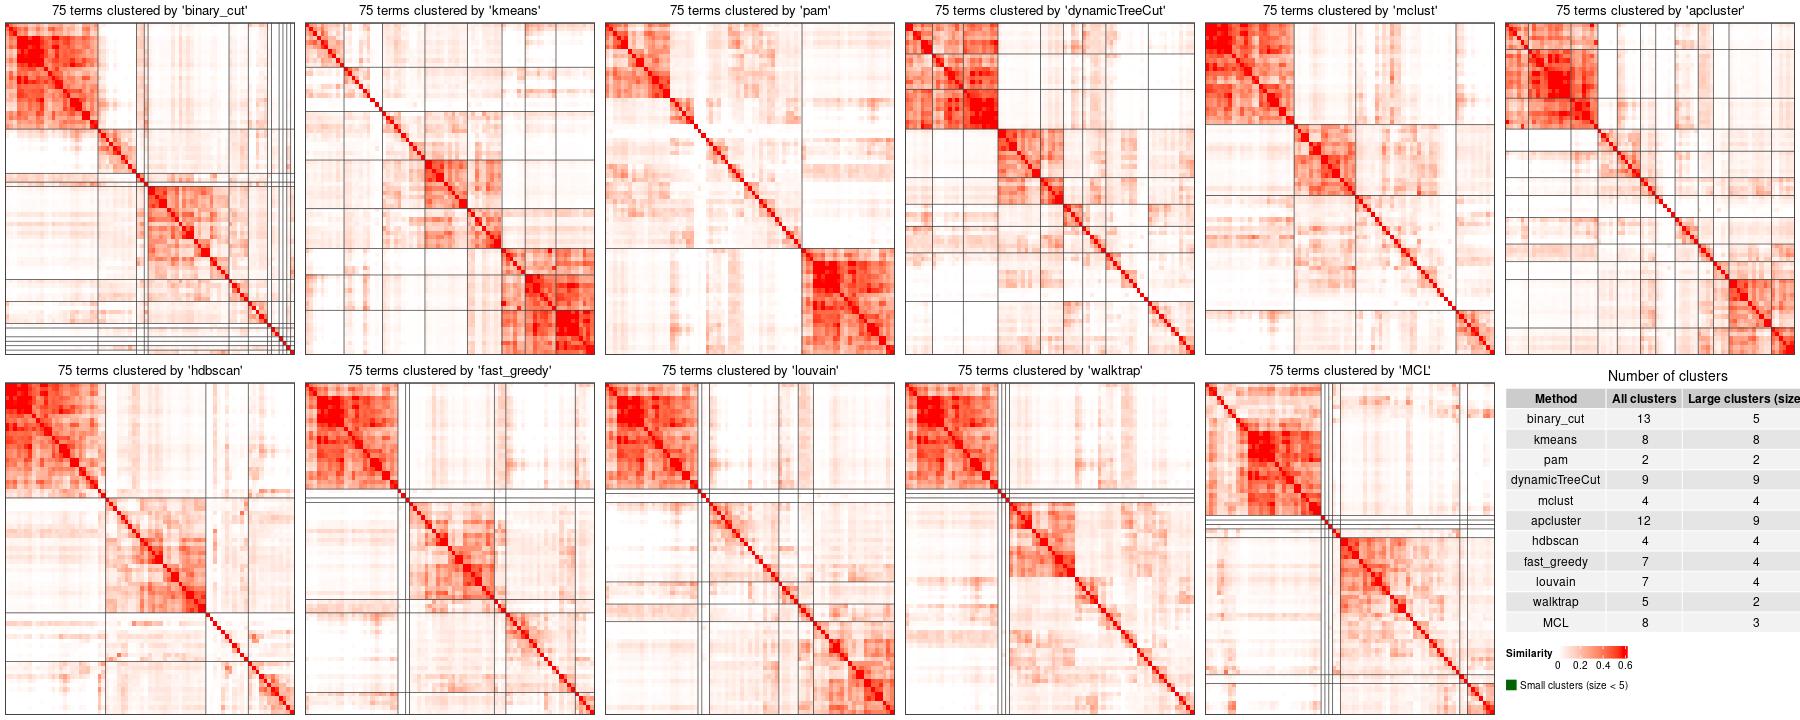 75 terms clustered by 'binary_cut'
75 terms clustered by 'kmeans'
75 terms clustered by 'pam'
75 terms clustered by 'dynamicTreeCut'
75 terms clustered by 'mclust'
75 terms clustered by 'apcluster'
75 terms clustered by 'hdbscan'
75 terms clustered by 'fast_greedy'
75 terms clustered by 'louvain'
75 terms clustered by 'walktrap'
75 terms clustered by 'MCL'
Number of clusters
Method All clusters Large clusters (size
binary_cut 13 5
kmeans 8 8
pam 2 2
dynamicTreeCut 9 9
mclust 4 4
apcluster 12 9
hdbscan 4 4
fast_greedy 7 4
louvain 7 4
walktrap 5 2
MCL 8 3
Similarity
0 0.2 0.4 0.6
Small clusters (size < 5)